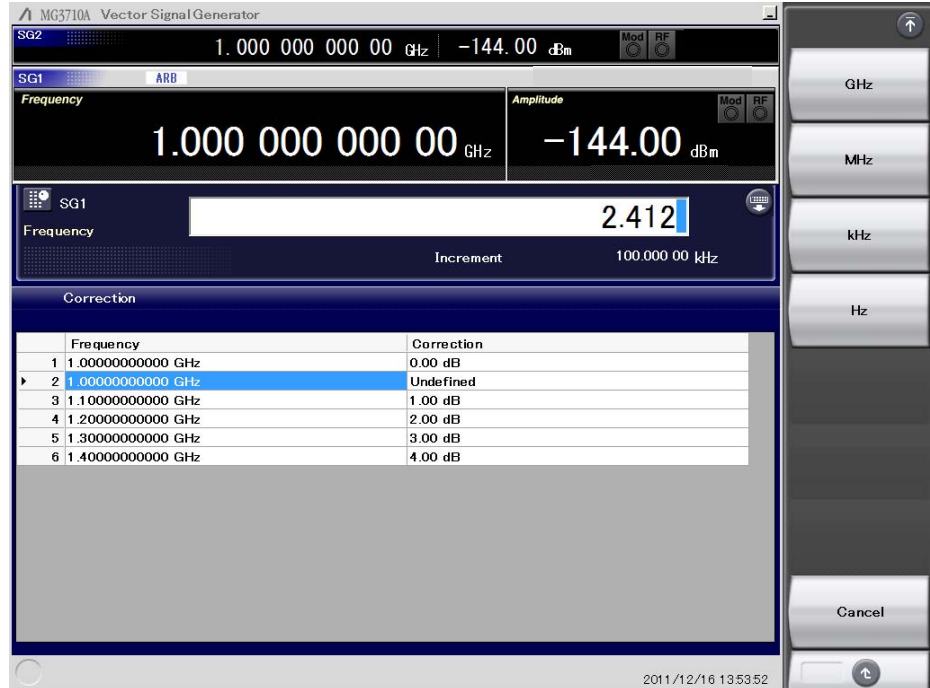 MG3710A Vector Signal Generator
SG2
1. 000 000 000 00 GHz -144. 00 dBm Mod RF
SG1 ARB
Frequency
1.000 000 000 00 GHz
Amplitude
Mod RF
-144.00 dBm
SG1
Frequency
2.412
Increment 100.000 00 kHz
Correction
Frequency Correction
1 1.00000000000 GHz 0.00 dB
2 1.00000000000 GHz Undefined
3 1.10000000000 GHz 1.00 dB
4 1.20000000000 GHz 2.00 dB
5 1.30000000000 GHz 3.00 dB
6 1.40000000000 GHz 4.00 dB
2011/12/16 13:53:52
GHz
MHz
kHz
Hz
Cancel